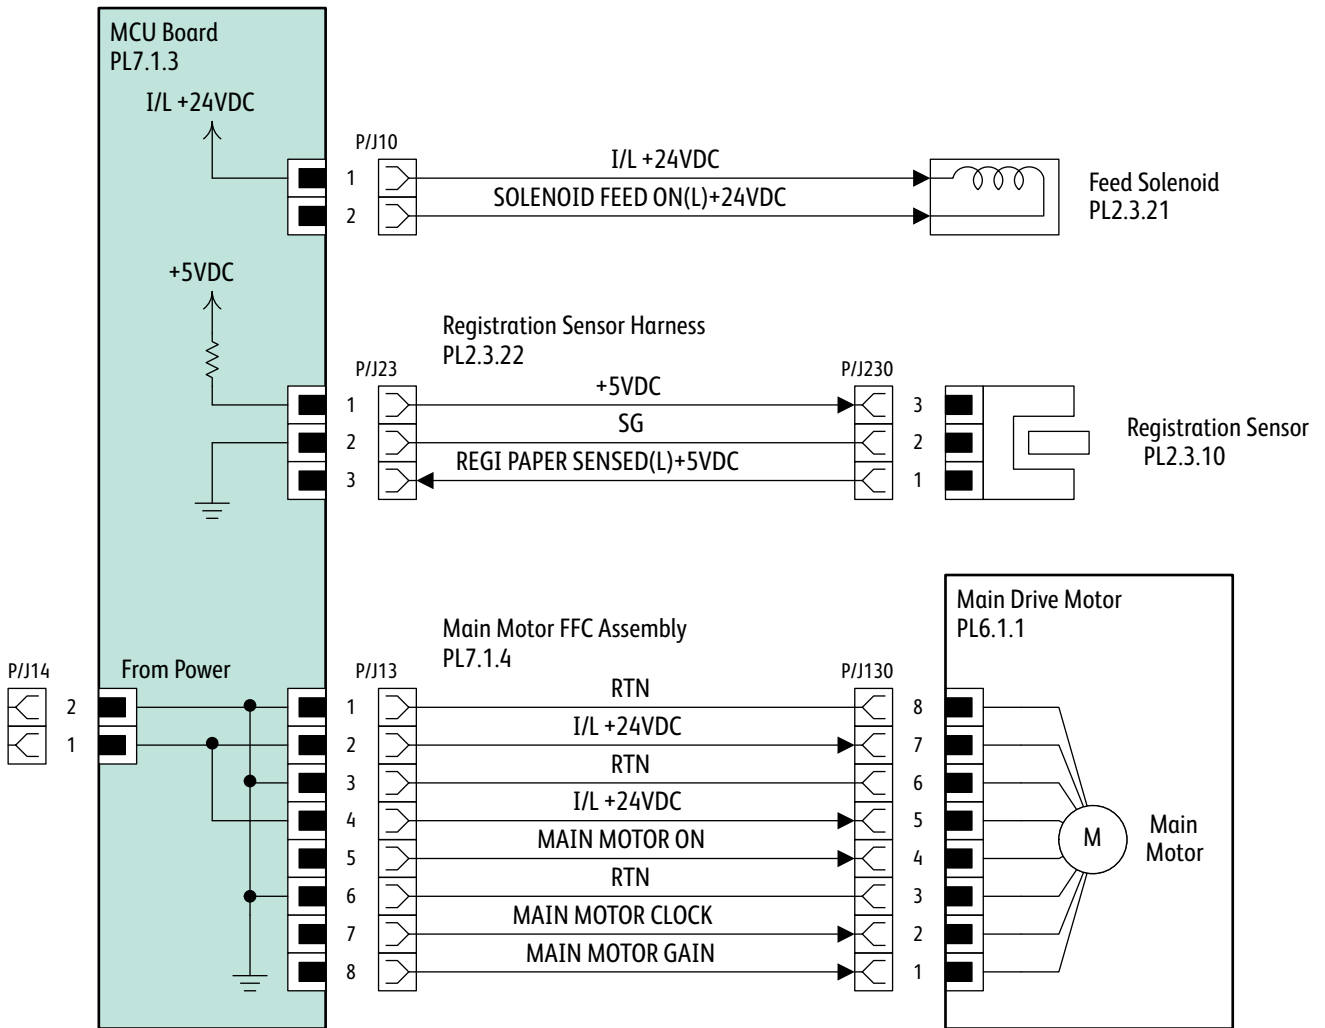 MCU Board
PL7.1.3
I/L +24VDC
P/J10
1
I/L +24VDC
2
SOLENOID FEED ON(L)+24VDC
Feed Solenoid
PL2.3.21
+5VDC
Registration Sensor Harness
PL2.3.22
P/J23
P/J230
1
+5VDC
3
2
SG
2
3
REGI PAPER SENSED(L)+5VDC
1
Registration Sensor
PL2.3.10
Main Motor FFC Assembly
PL7.1.4
Main Drive Motor
PL6.1.1
P/J14
From Power
P/J13
P/J130
2
1
RTN
8
1
2
I/L +24VDC
7
3
RTN
6
4
I/L +24VDC
5
5
MAIN MOTOR ON
4
6
RTN
3
7
MAIN MOTOR CLOCK
2
8
MAIN MOTOR GAIN
1
M
Main
Motor